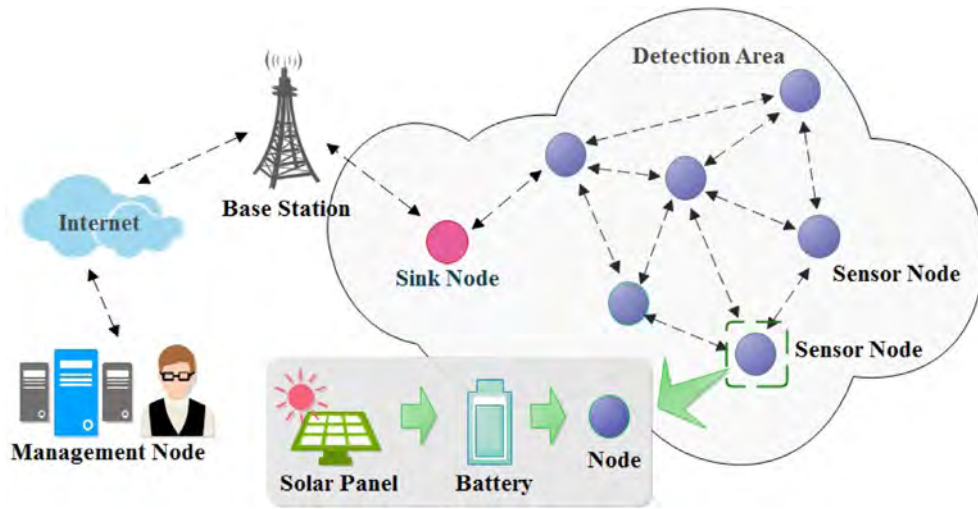 Detection Area
Base Station
Internet
Sink Node
Sensor Node
Sensor Node
Management Node
Solar Panel
Battery
Node